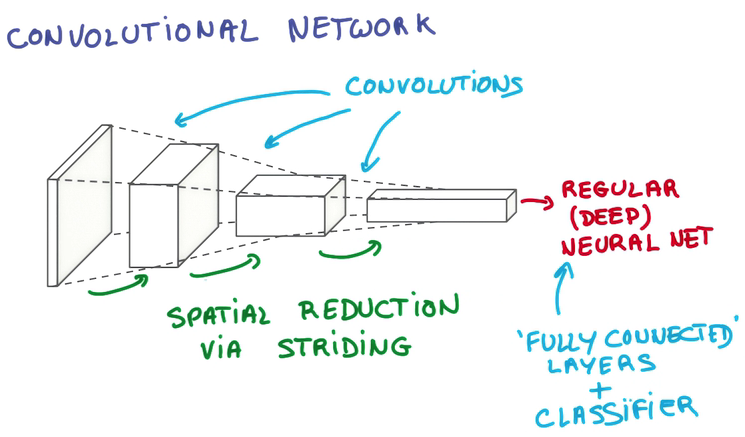 CONVOLUTIONAL NETWORK
CONVOLUTIONS
REGULAR
(DEEP)
NEURAL NET
SPATIAL REDUCTION
VIA STRIDING
'FULLY CONNECTED'
LAYERS
+
CLASSIFIER